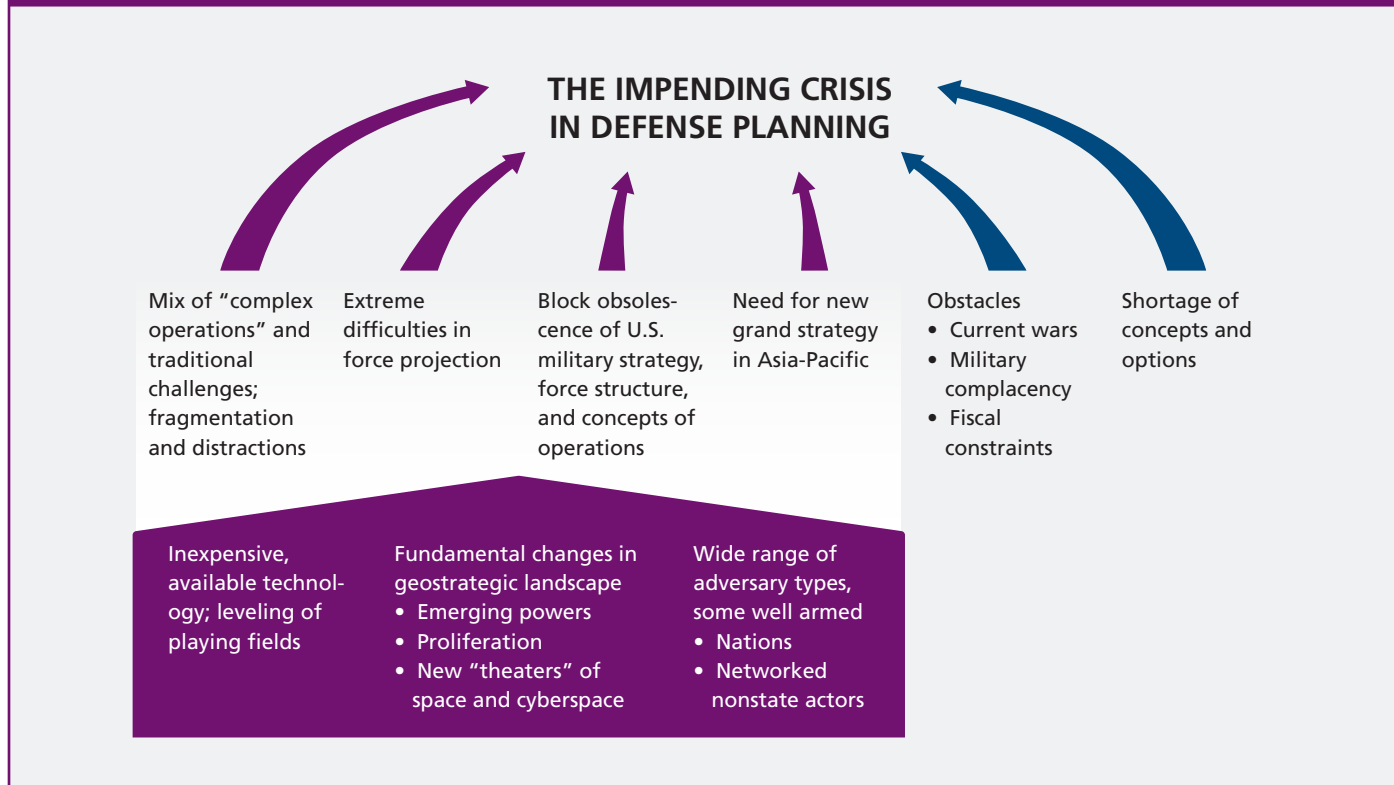 THE IMPENDING CRISIS
IN DEFENSE PLANNING
Mix of “complex
operations” and
traditional
challenges;
fragmentation
and distractions
Extreme
difficulties in
force projection
Block obsoles-
cence of U.S.
military strategy,
force structure,
and concepts of
operations
Need for new
grand strategy
in Asia-Pacific
Obstacles
• Current wars
• Military
complacency
• Fiscal
constraints
Shortage of
concepts and
options
Inexpensive,
available technol-
ogy; leveling of
playing fields
Fundamental changes in
geostrategic landscape
• Emerging powers
• Proliferation
• New “theaters” of
space and cyberspace
Wide range of
adversary types,
some well armed
• Nations
• Networked
nonstate actors